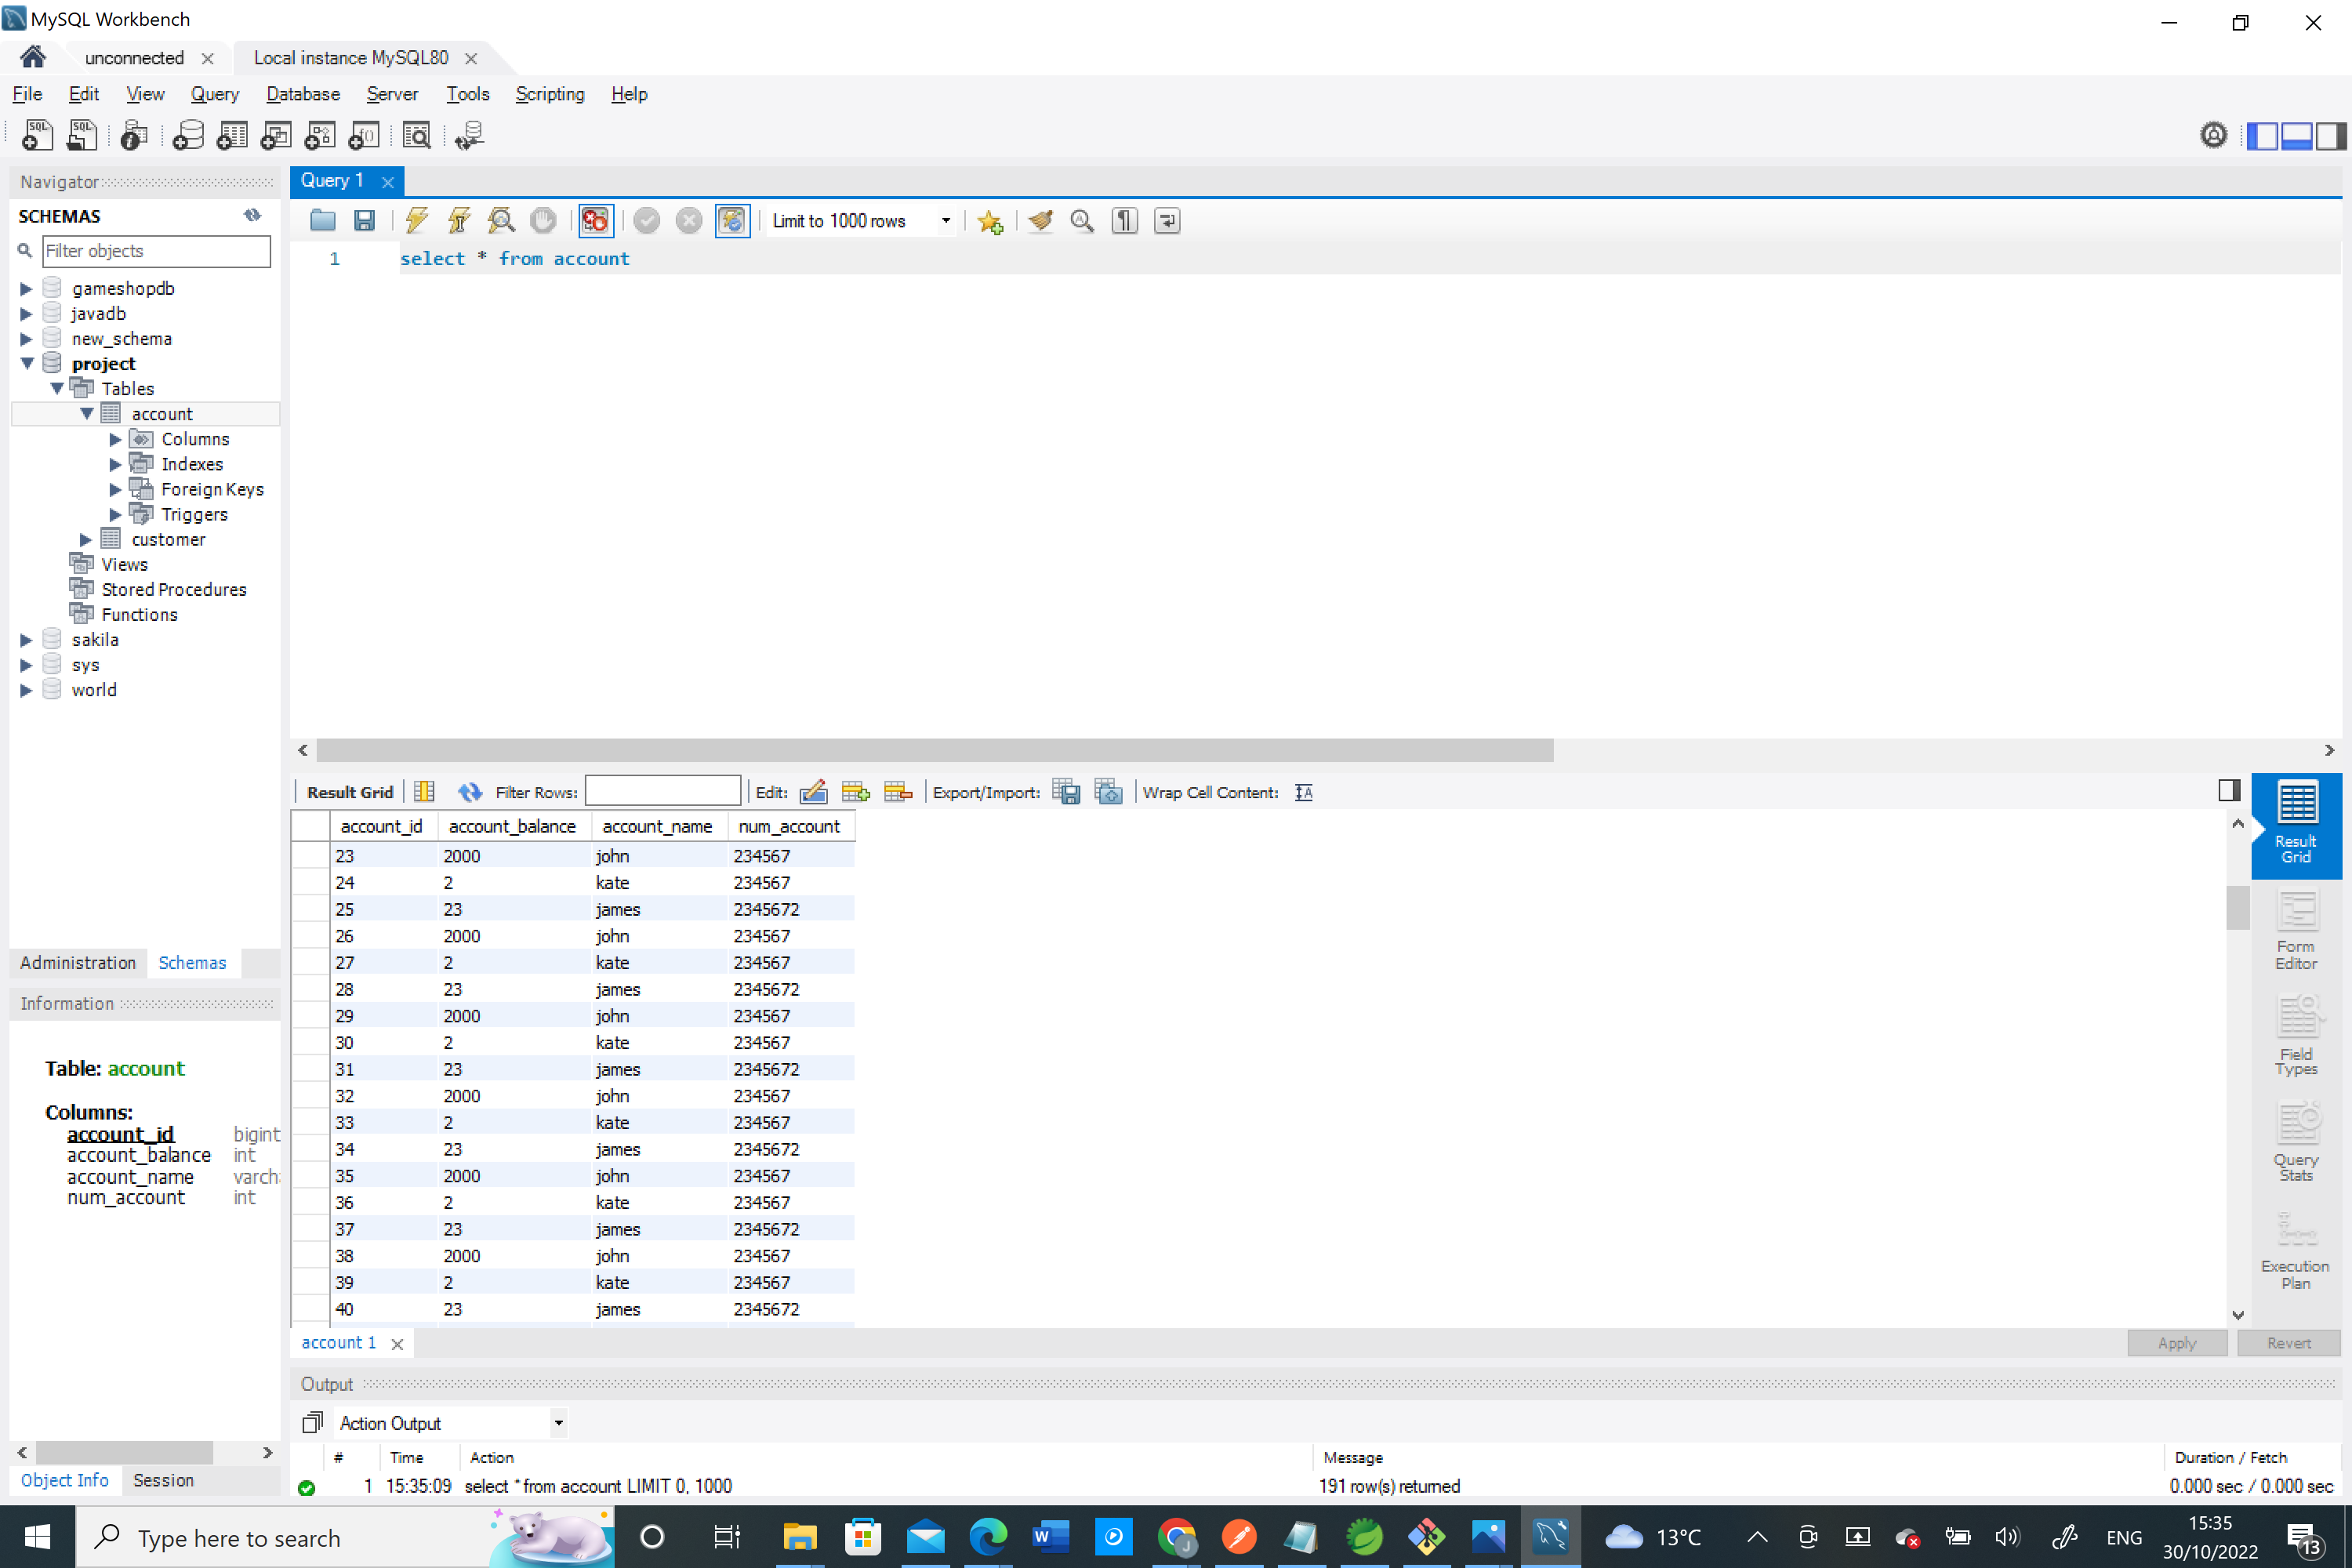 MySQL Workbench
unconnected
Local instance MySQL80
File Edit View Query Database Server Tools Scripting Help
Navigator
SCHEMAS
Filter objects
gameshopdb
javadb
new_schema
project
Tables
account
Columns
Indexes
Foreign Keys
Triggers
customer
Views
Stored Procedures
Functions
sakila
sys
world
Administration Schemas
Information
Table: account
Columns:
account_id bigint
account_balance int
account_name varch
num_account int
Object Info Session
Query 1
Limit to 1000 rows
1 select * from account
Result Grid Filter Rows: Edit: Export/Import: Wrap Cell Content:
account_id account_balance account_name num_account
23 2000 john 234567
24 2 kate 234567
25 23 james 2345672
26 2000 john 234567
27 2 kate 234567
28 23 james 2345672
29 2000 john 234567
30 2 kate 234567
31 23 james 2345672
32 2000 john 234567
33 2 kate 234567
34 23 james 2345672
35 2000 john 234567
36 2 kate 234567
37 23 james 2345672
38 2000 john 234567
39 2 kate 234567
40 23 james 2345672
Result
Grid
Form
Editor
Field
Types
Query
Stats
Execution
Plan
account 1
Apply Revert
Output
Action Output
# Time Action Message Duration / Fetch
1 15:35:09 select * from account LIMIT 0, 1000 191 row(s) returned 0.000 sec / 0.000 sec
Type here to search
13°C
ENG
15:35
30/10/2022
13